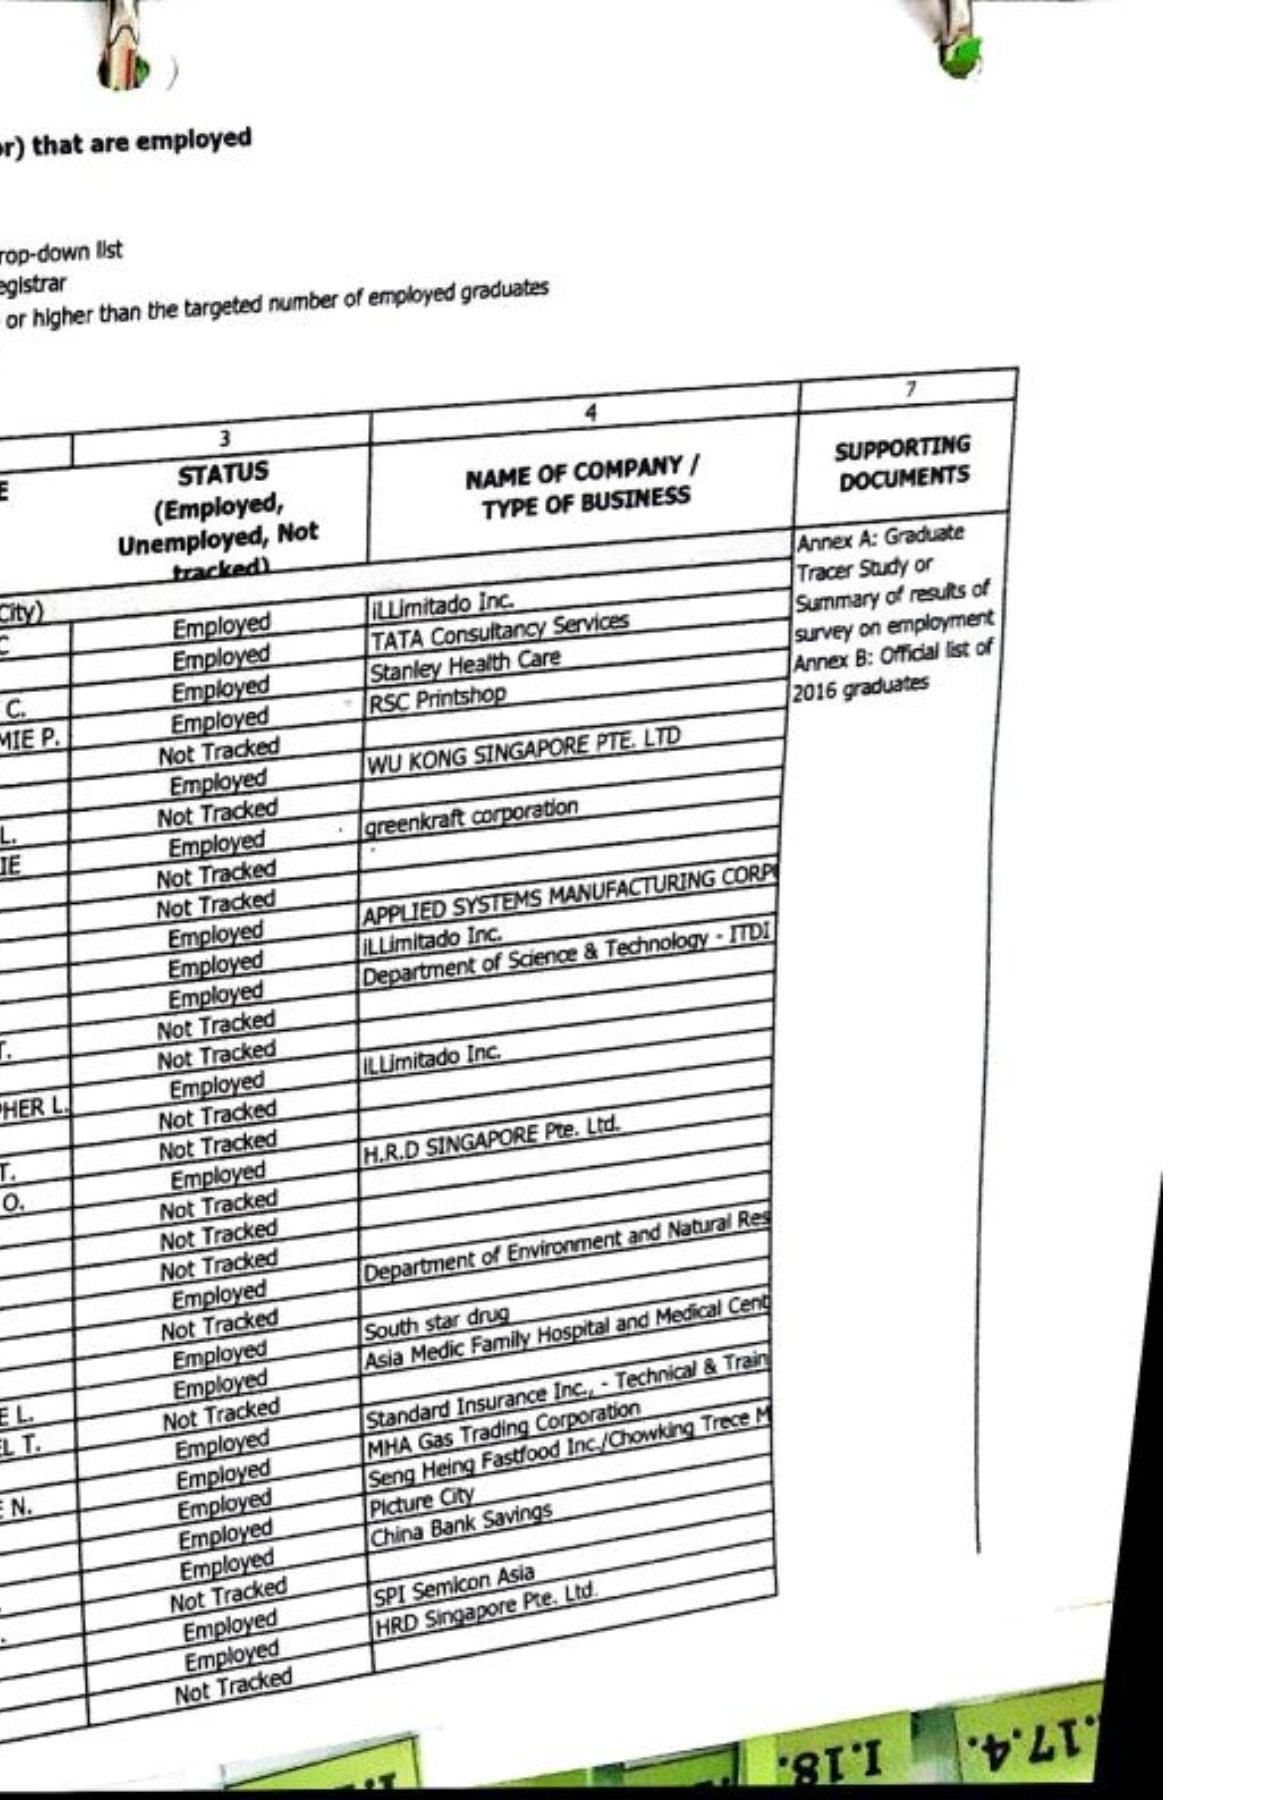 or) that are employed
rop-down list
egistrar
or higher than the targeted number of employed graduates
3 4 7
E STATUS
(Employed,
Unemployed, Not
tracked)
NAME OF COMPANY /
TYPE OF BUSINESS
SUPPORTING
DOCUMENTS
Annex A: Graduate
Tracer Study or
Summary of results of
survey on employment
Annex B: Official list of
2016 graduates
City)
C Employed iLLimitado Inc.
Employed TATA Consultancy Services
C. Employed Stanley Health Care
MIE P. Employed RSC Printshop
Not Tracked
Employed WU KONG SINGAPORE PTE. LTD
L. Not Tracked
IE Employed greenkraft corporation
Not Tracked
Not Tracked
Employed APPLIED SYSTEMS MANUFACTURING CORP
Employed iLLimitado Inc.
Employed Department of Science & Technology - ITDI
T. Not Tracked
Not Tracked
PHER L. Employed iLLimitado Inc.
Not Tracked
T. Not Tracked
O. Employed H.R.D SINGAPORE Pte. Ltd.
Not Tracked
Not Tracked
Not Tracked
Employed Department of Environment and Natural Res
Not Tracked
Employed South star drug
E L. Employed Asia Medic Family Hospital and Medical Cent
EL T. Not Tracked
Employed Standard Insurance Inc., - Technical & Train
E N. Employed MHA Gas Trading Corporation
Employed Seng Heing Fastfood Inc./Chowking Trece M
Employed Picture City
Employed China Bank Savings
Not Tracked
Employed SPI Semicon Asia
Employed HRD Singapore Pte. Ltd.
Not Tracked
I.18.
.17.4.